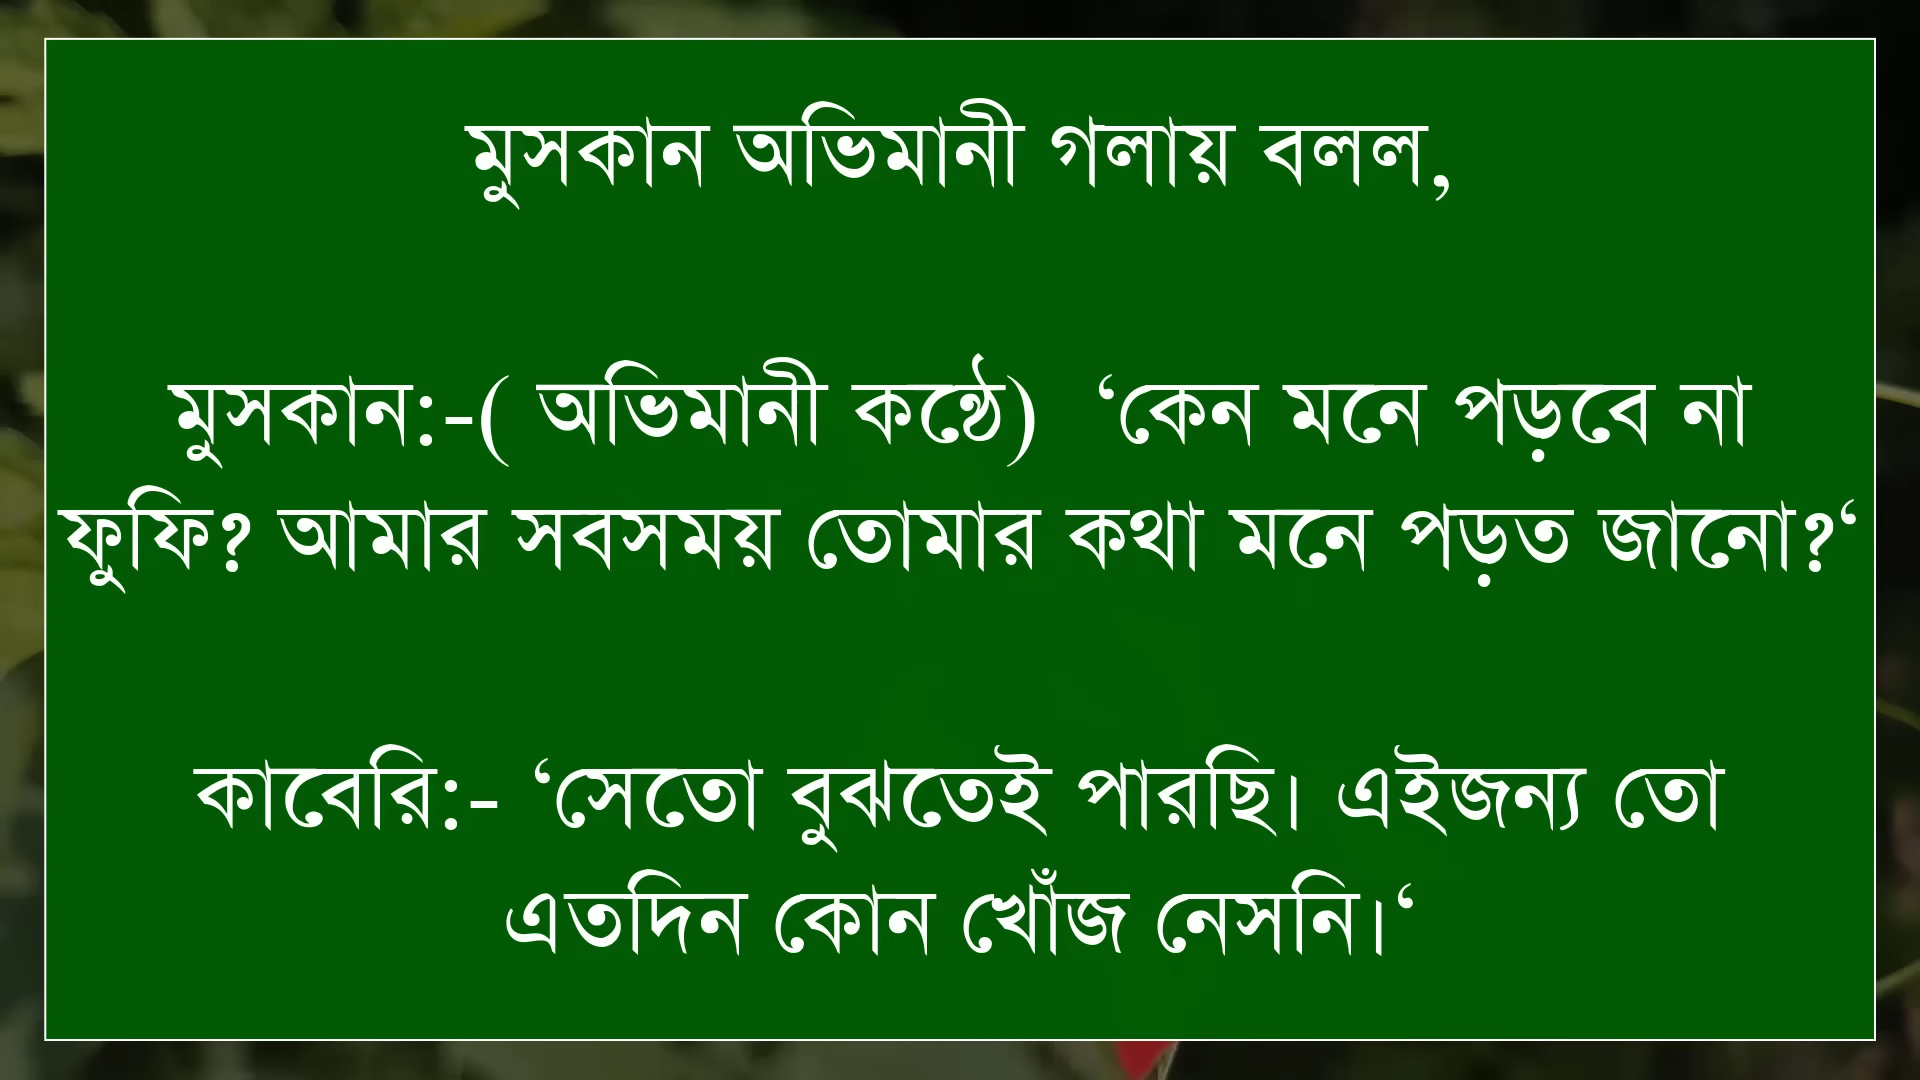 মুসকান অভিমানী গলায় বলল,
মুসকান:-( অভিমানী কন্ঠে)  ‘কেন মনে পড়বে না
ফুফি? আমার সবসময় তোমার কথা মনে পড়ত জানো?‘
কাবেরি:- ‘সেতো বুঝতেই পারছি। এইজন্য তো
এতদিন কোন খোঁজ নেসনি।‘